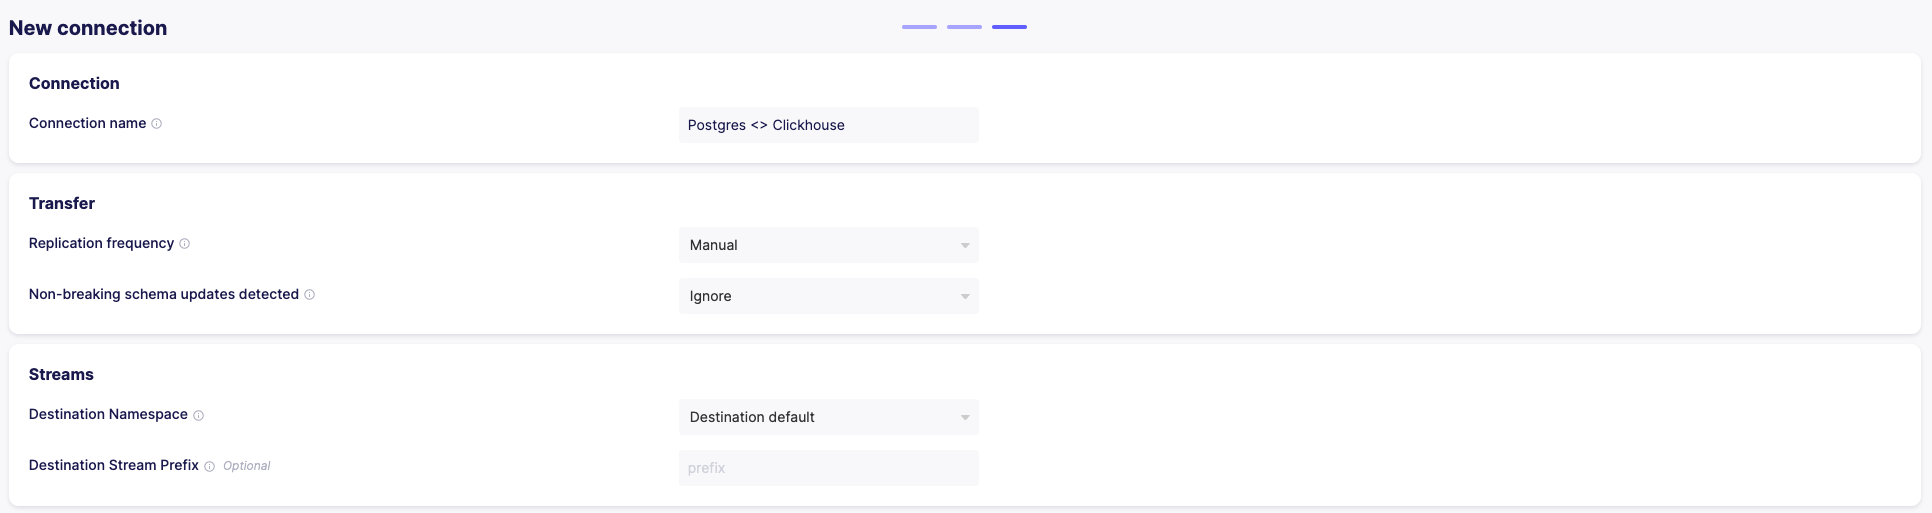 New connection
Connection
Connection name
Postgres <> Clickhouse
Transfer
Replication frequency
Manual
Non-breaking schema updates detected
Ignore
Streams
Destination Namespace
Destination default
Destination Stream Prefix Optional
prefix